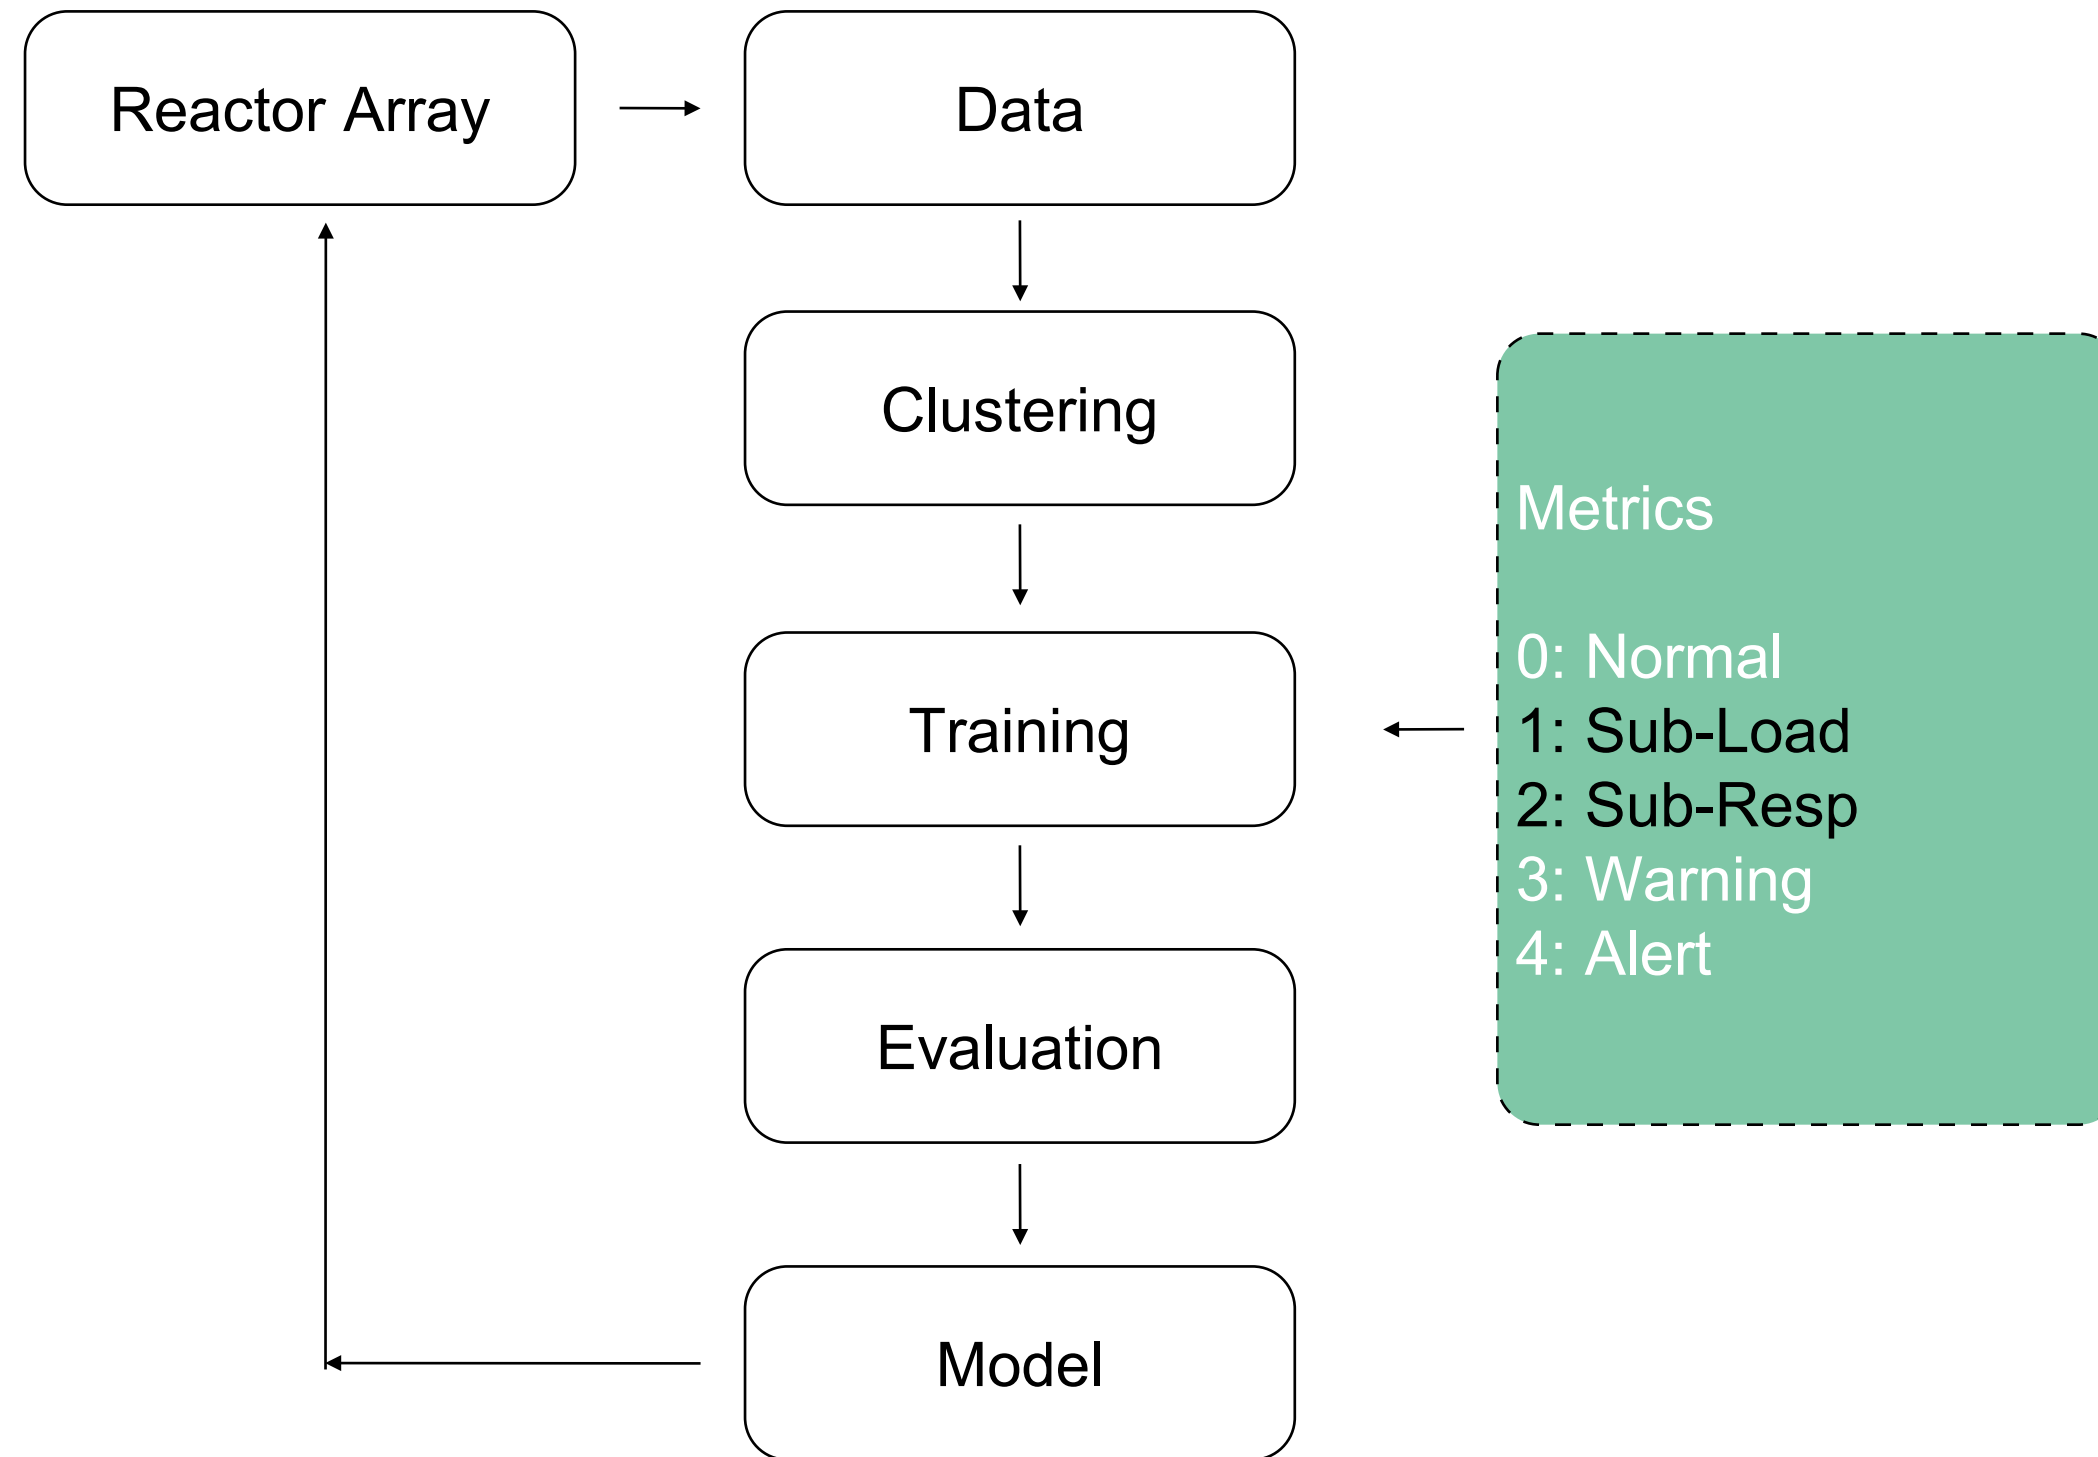 Reactor Array
Data
Clustering
Training
Evaluation
Model
Metrics
0: Normal
1: Sub-Load
2: Sub-Resp
3: Warning
4: Alert